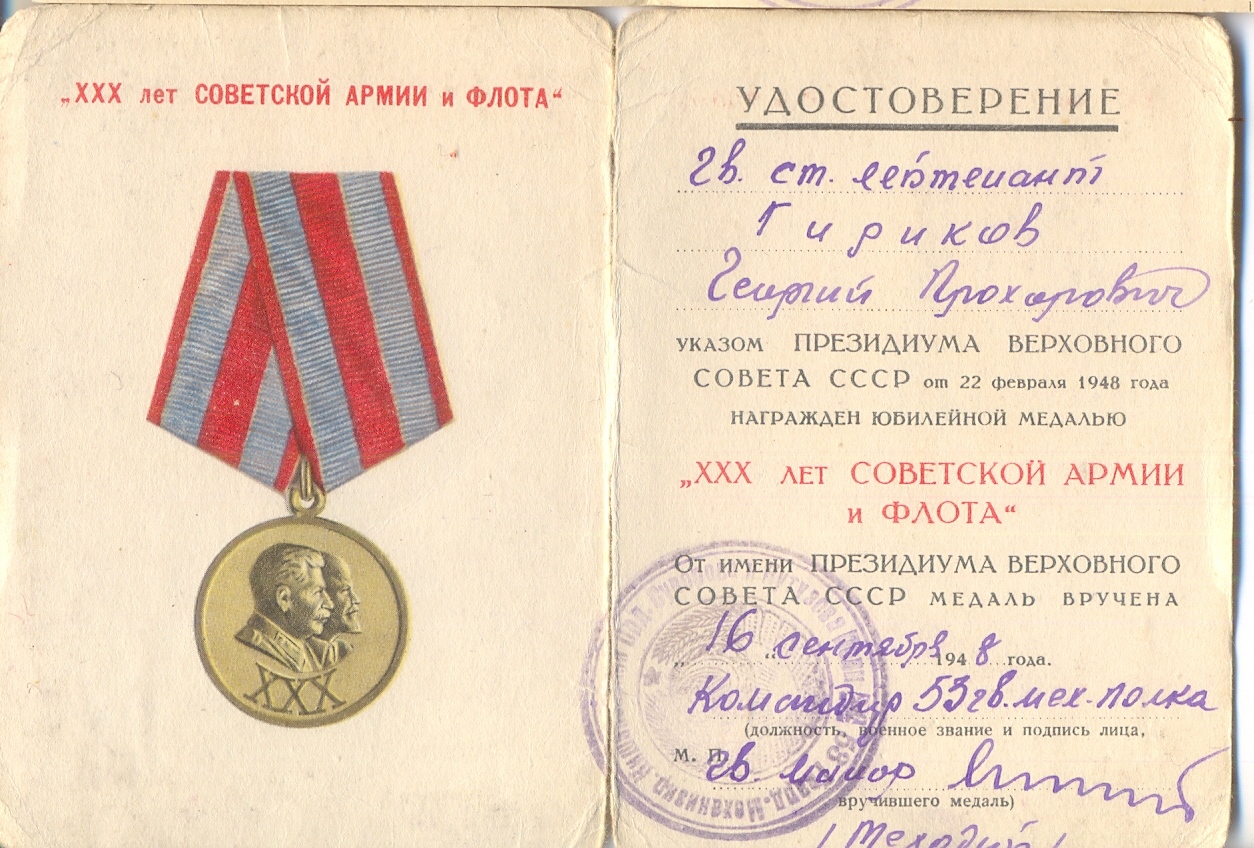 „XXX лет СОВЕТСКОЙ АРМИИ и ФЛОТА“
XXX
УДОСТОВЕРЕНИЕ
Гв. ст. лейтенант
Гириков
Георгий Прохорович
УКАЗОМ ПРЕЗИДИУМА ВЕРХОВНОГО
СОВЕТА СССР от 22 февраля 1948 года
НАГРАЖДЕН ЮБИЛЕЙНОЙ МЕДАЛЬЮ
„XXX ЛЕТ СОВЕТСКОЙ АРМИИ
и ФЛОТА“
От имени ПРЕЗИДИУМА ВЕРХОВНОГО
СОВЕТА СССР МЕДАЛЬ ВРУЧЕНА
„16 сентября 1948 года.
Командир 53 гв. мех. полка
(должность, военное звание и подпись лица,
М. П.
гв. майор
вручившего медаль)